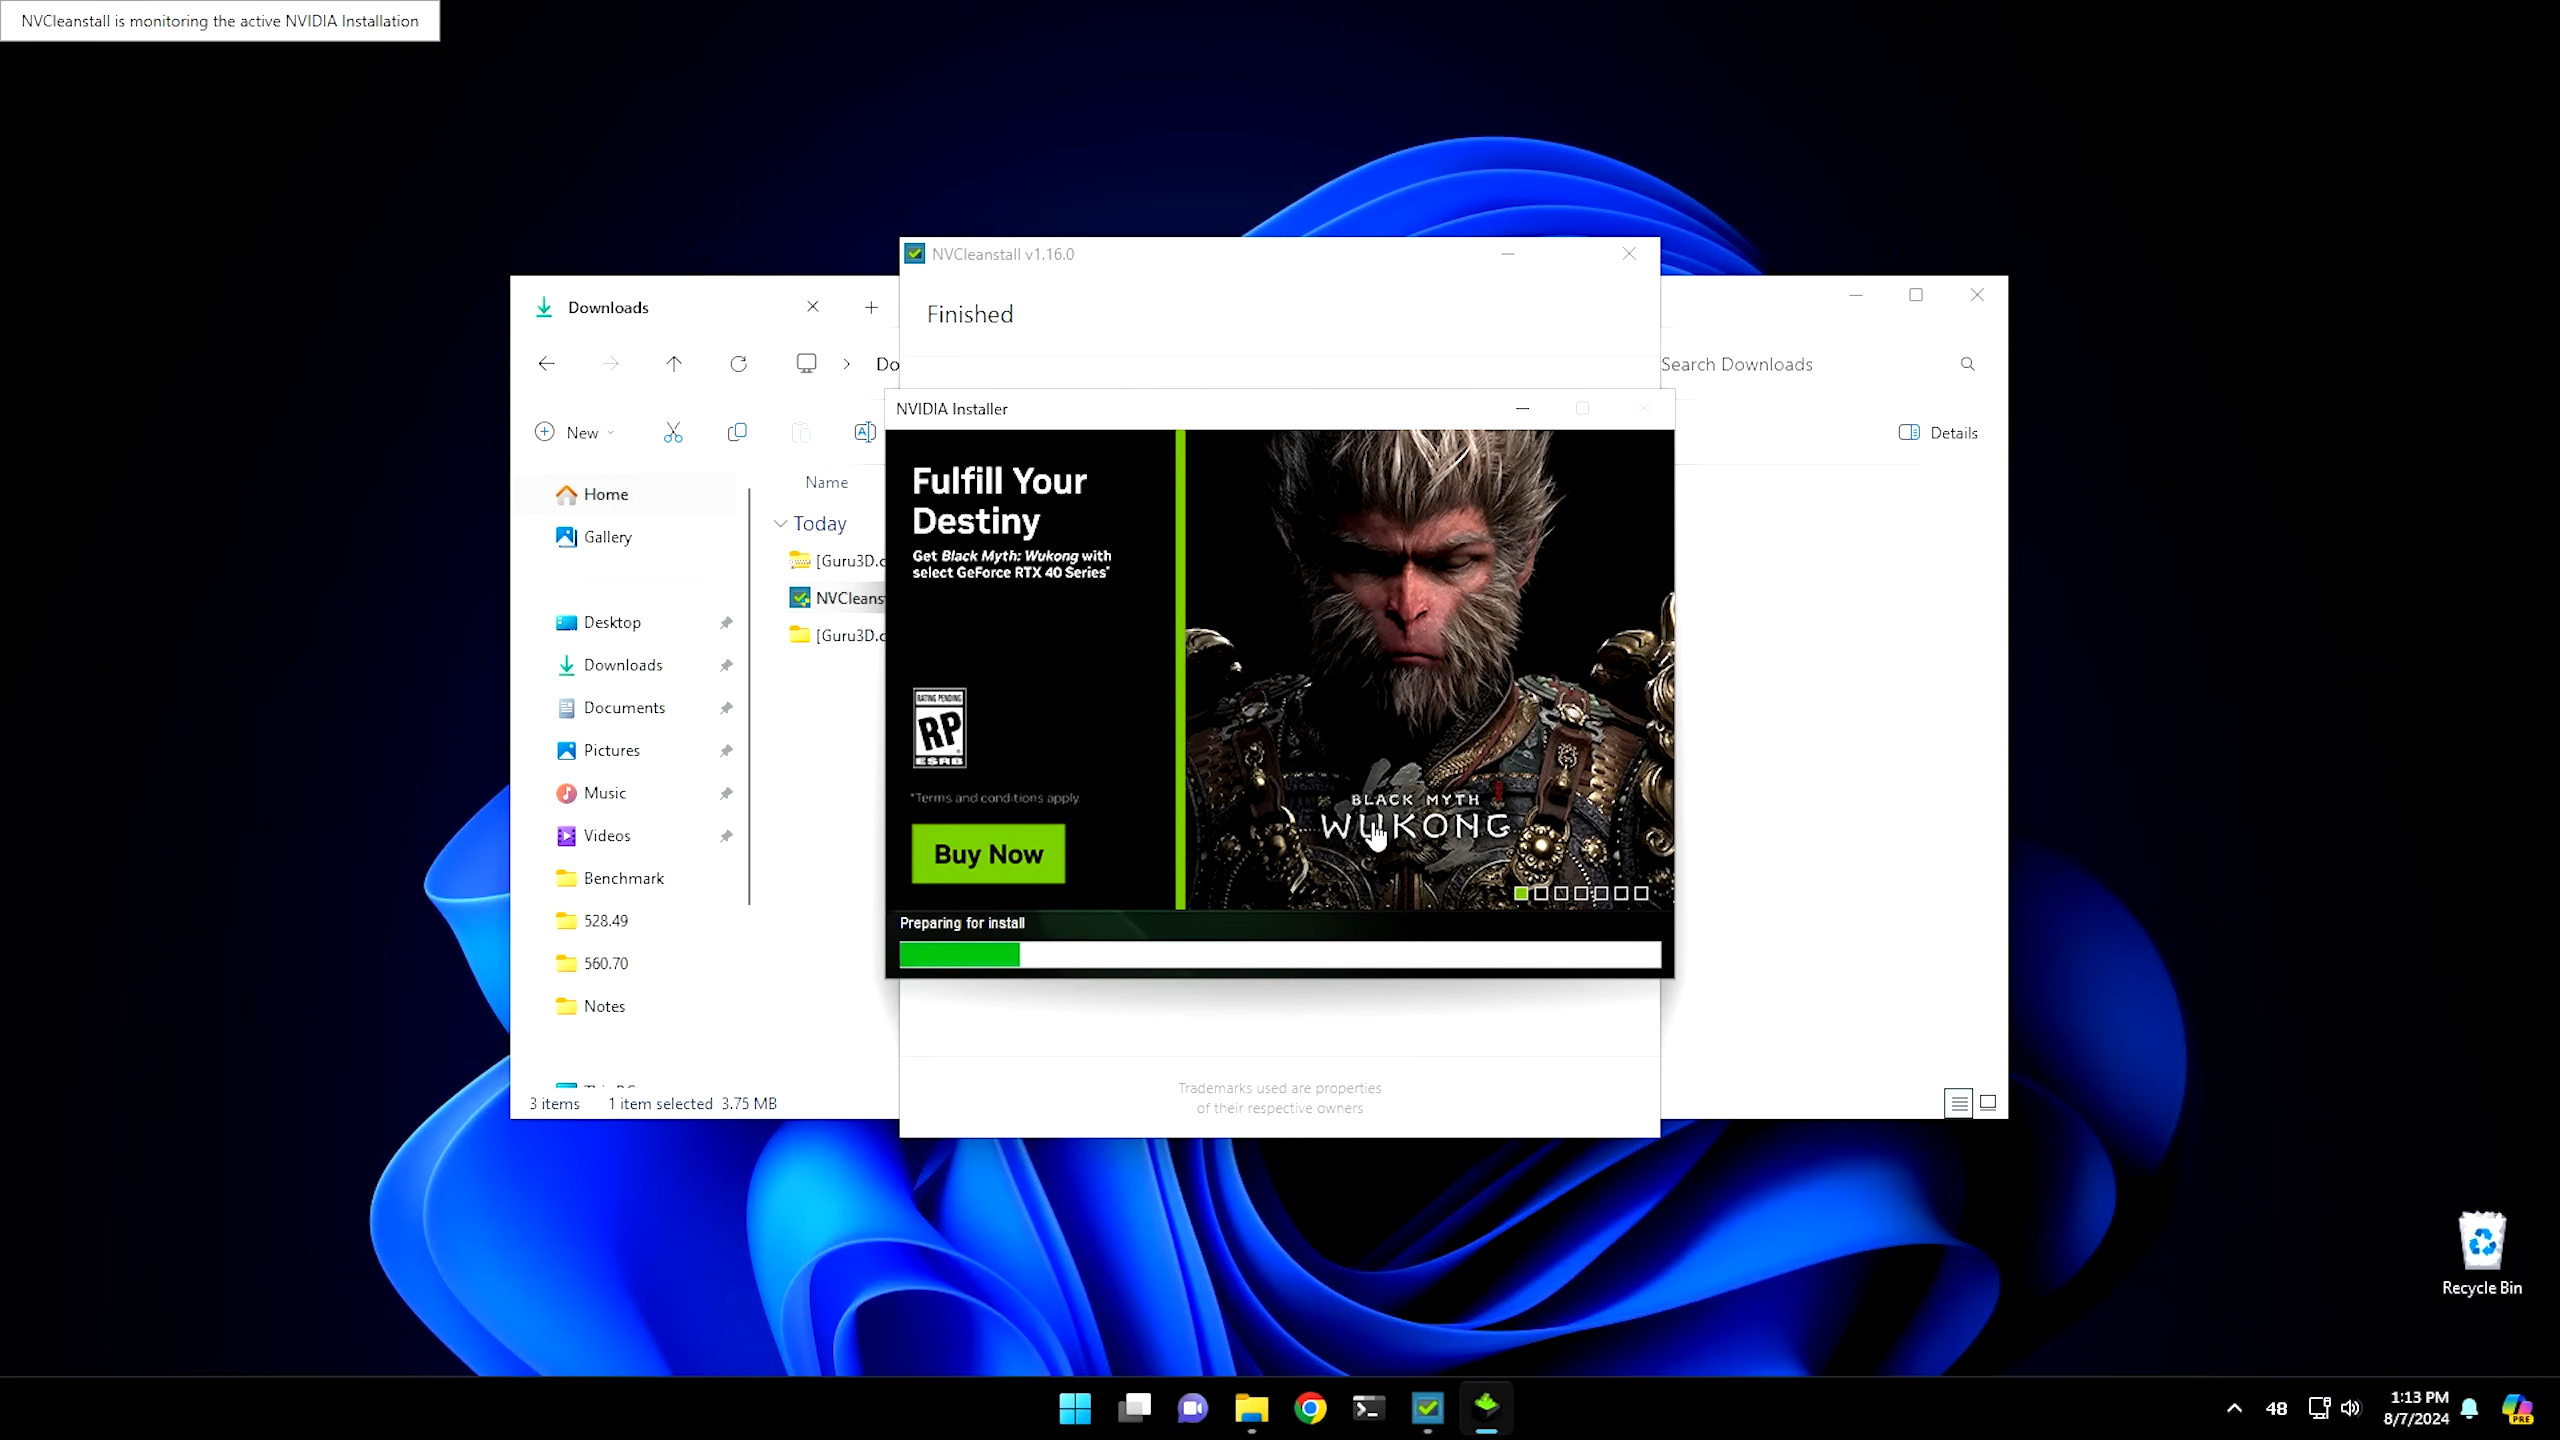 NVCleanstall is monitoring the active NVIDIA Installation
NVCleanstall v1.16.0
Finished
Downloads
Do
Search Downloads
New
Details
NVIDIA Installer
Home
Gallery
Desktop
Downloads
Documents
Pictures
Music
Videos
Benchmark
528.49
560.70
Notes
Name
Today
[Guru3D.c
NVCleans
[Guru3D.c
Fulfill Your
Destiny
Get Black Myth: Wukong with
select GeForce RTX 40 Series*
RATING PENDING
RP
ESRB
*Terms and conditions apply.
Buy Now
BLACK MYTH
WUKONG
Preparing for install
3 items
1 item selected 3.75 MB
Trademarks used are properties
of their respective owners
Recycle Bin
48
1:13 PM
8/7/2024
PRE